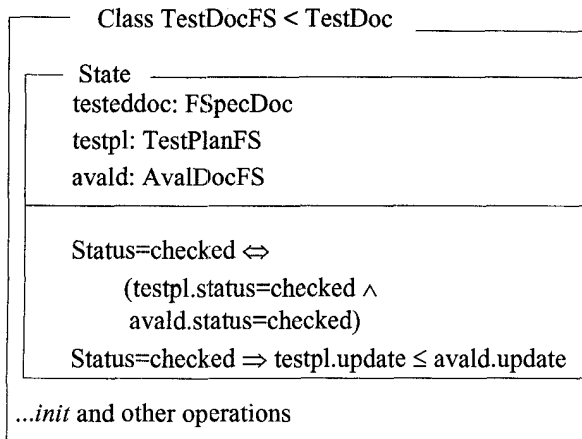 Class TestDocFS < TestDoc
State
testeddoc: FSpecDoc
testpl: TestPlanFS
avald: AvalDocFS
Status=checked ⇔
(testpl.status=checked ∧
avald.status=checked)
Status=checked ⇒ testpl.update ≤ avald.update
...init and other operations